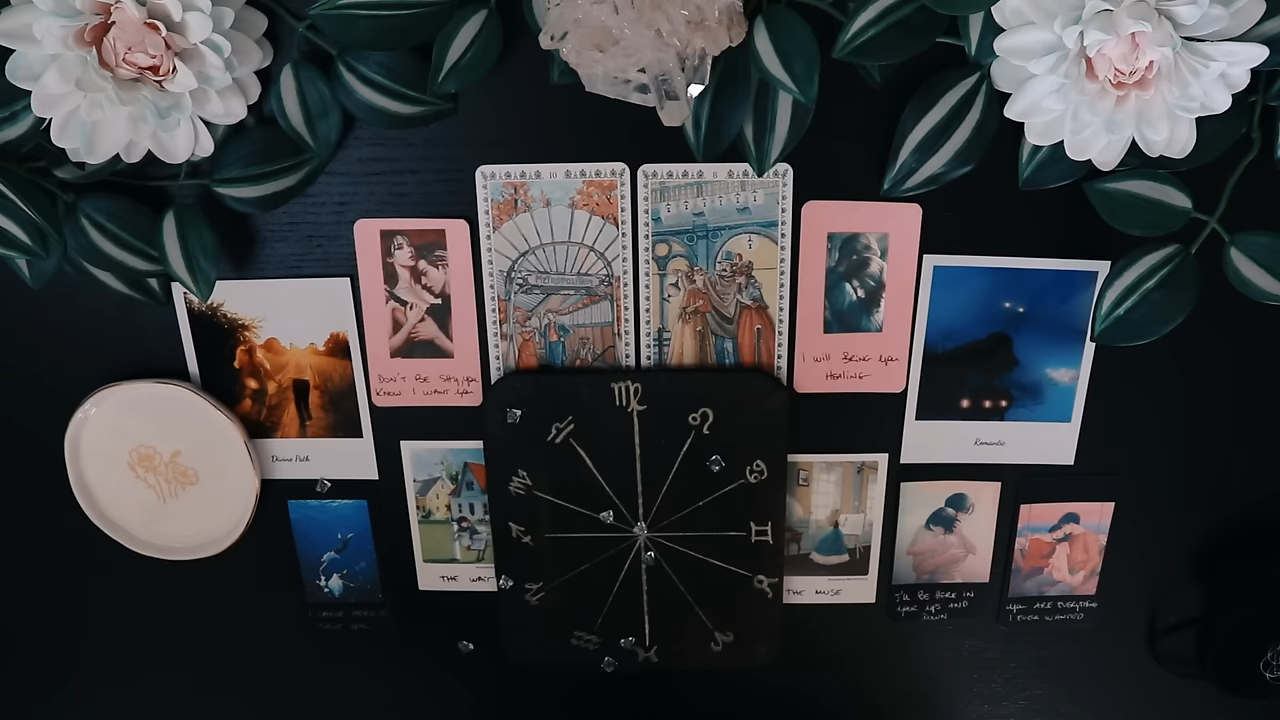 10
8
METROPOLITAIN
DON'T BE SHY you
KNOW I WANT you
I will BRING you
HEALING
Divine Path
Romantic
THE WRIT
THE MUSE
I'LL BE HERE IN
your UPS AND
DOWN
you ARE EVERYTHING
I EVER WANTED
♍
♎
♌
♏
♋
♐
♊
♑
♉
♒
♓
♈